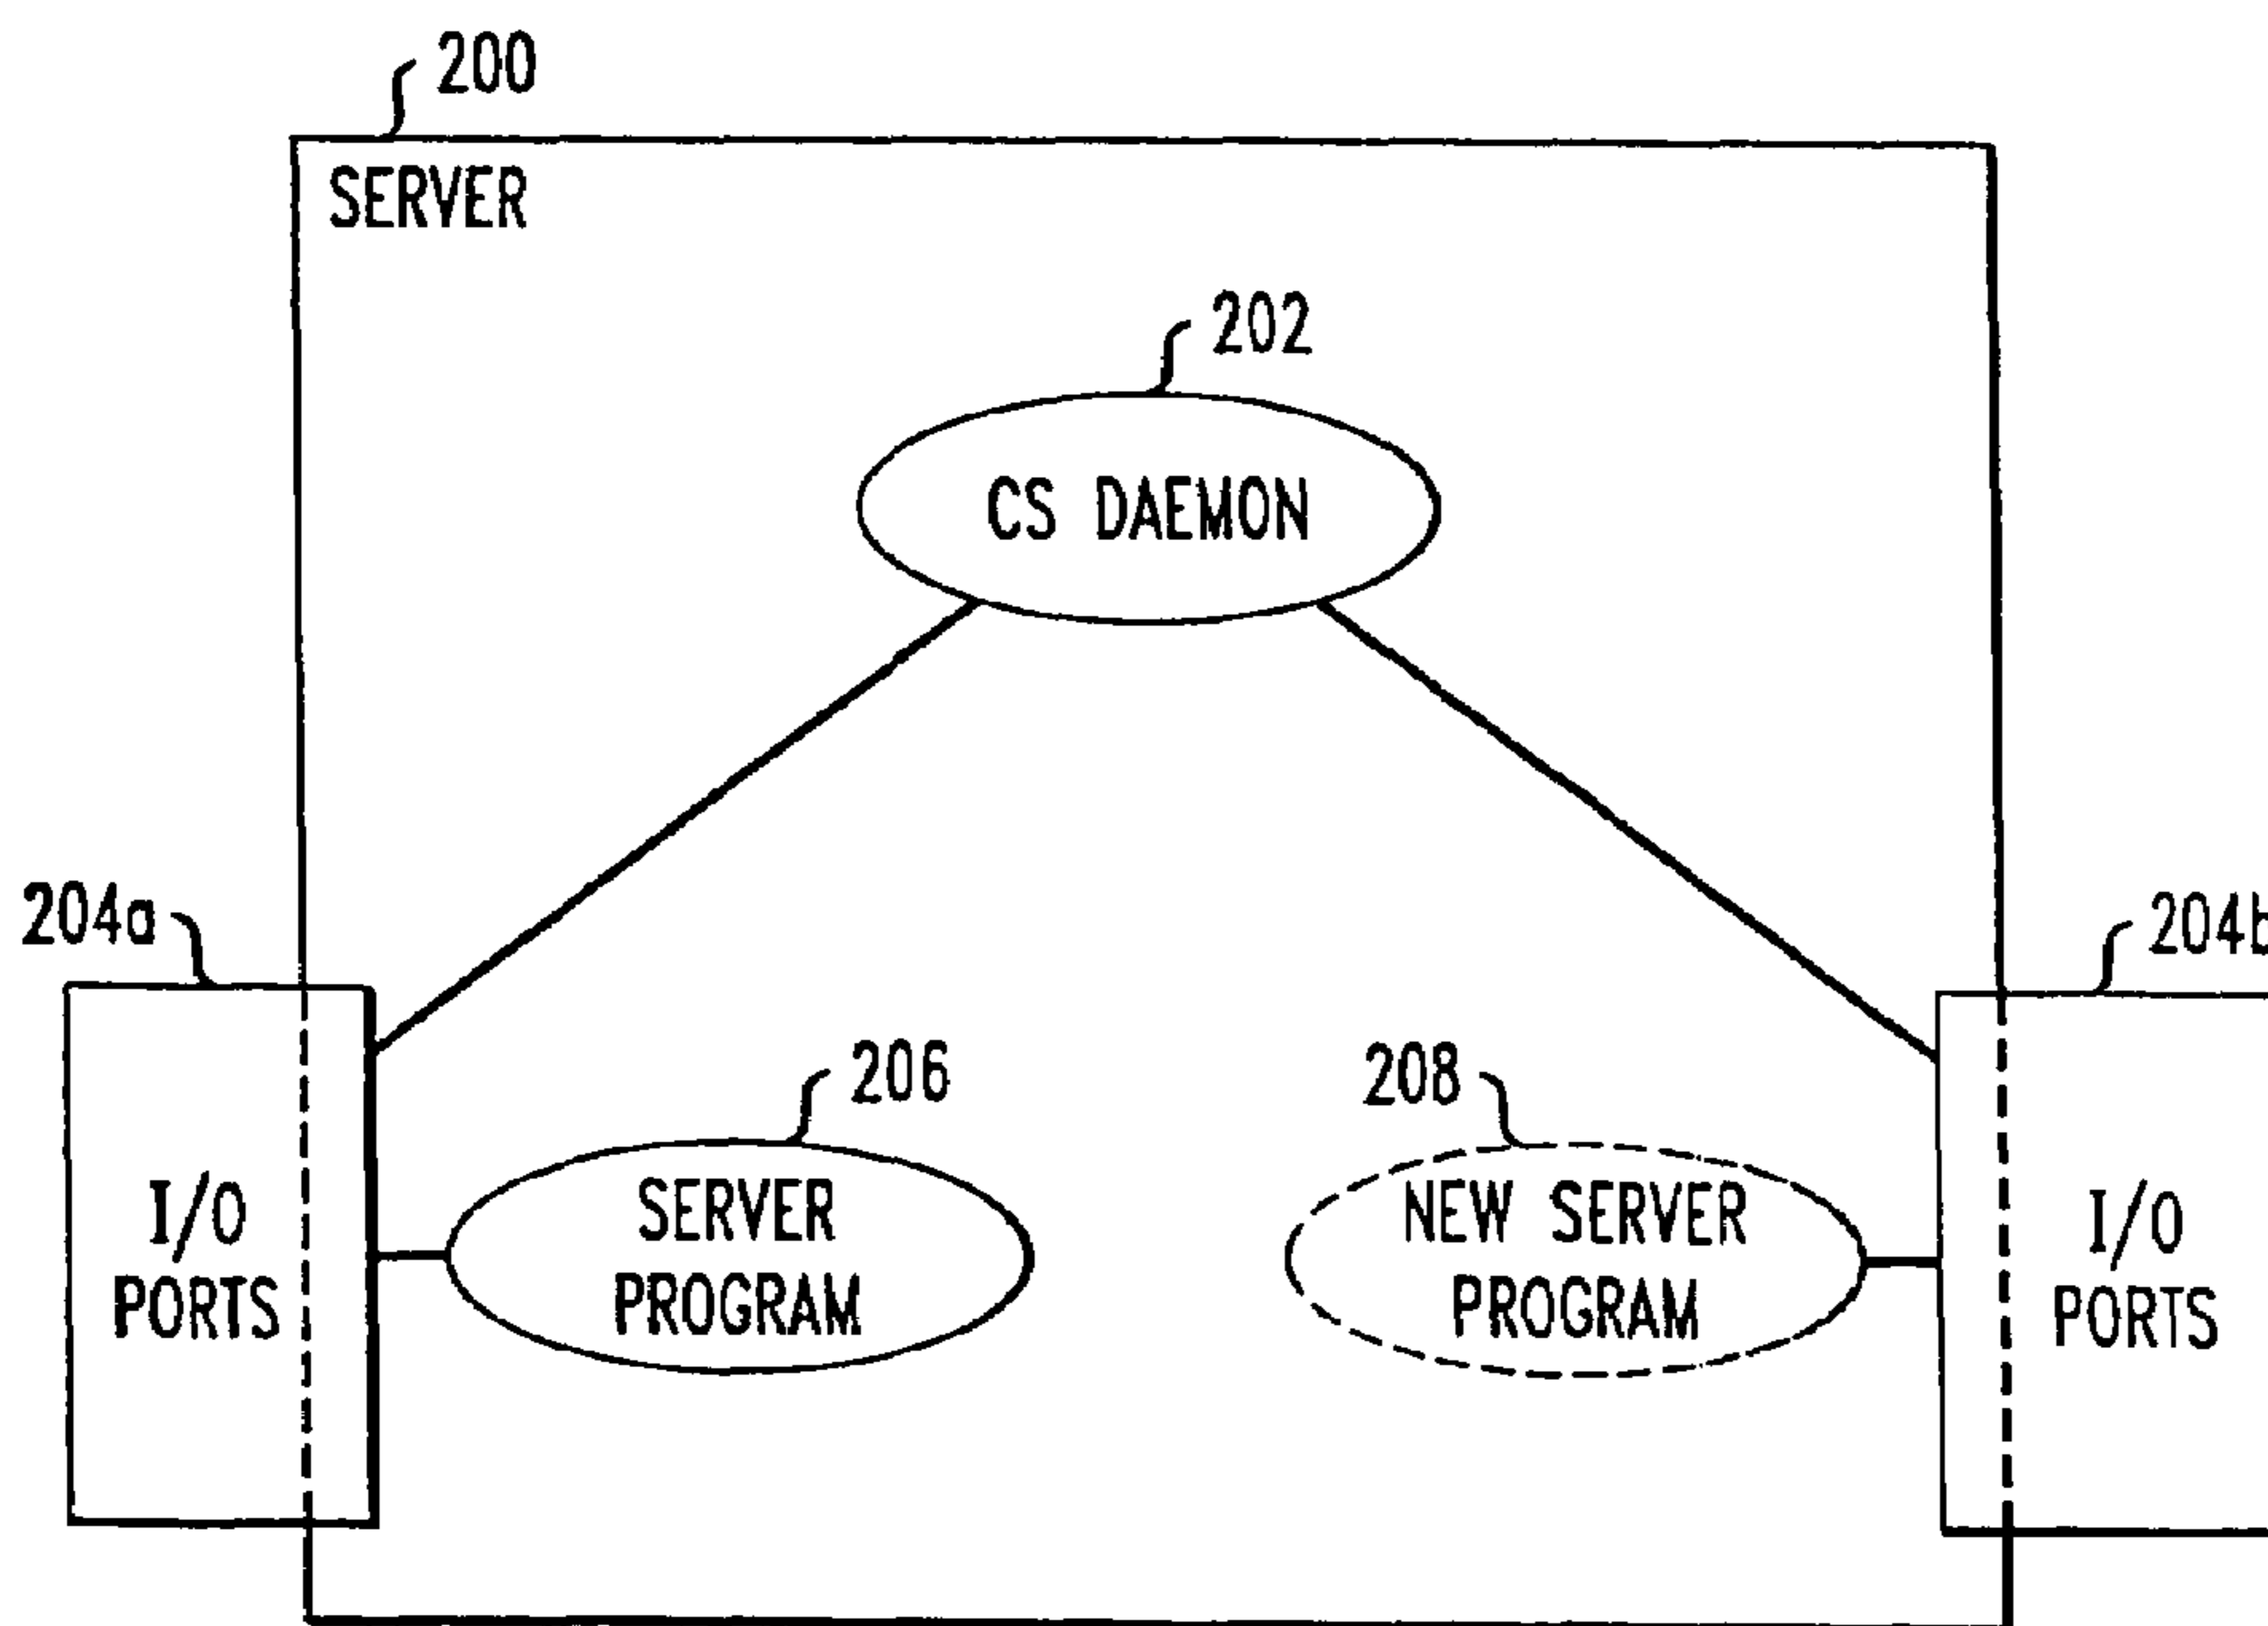 200
SERVER
202
CS DAEMON
204a
204b
206
208
I/O
PORTS
SERVER
PROGRAM
NEW SERVER
PROGRAM
I/O
PORTS